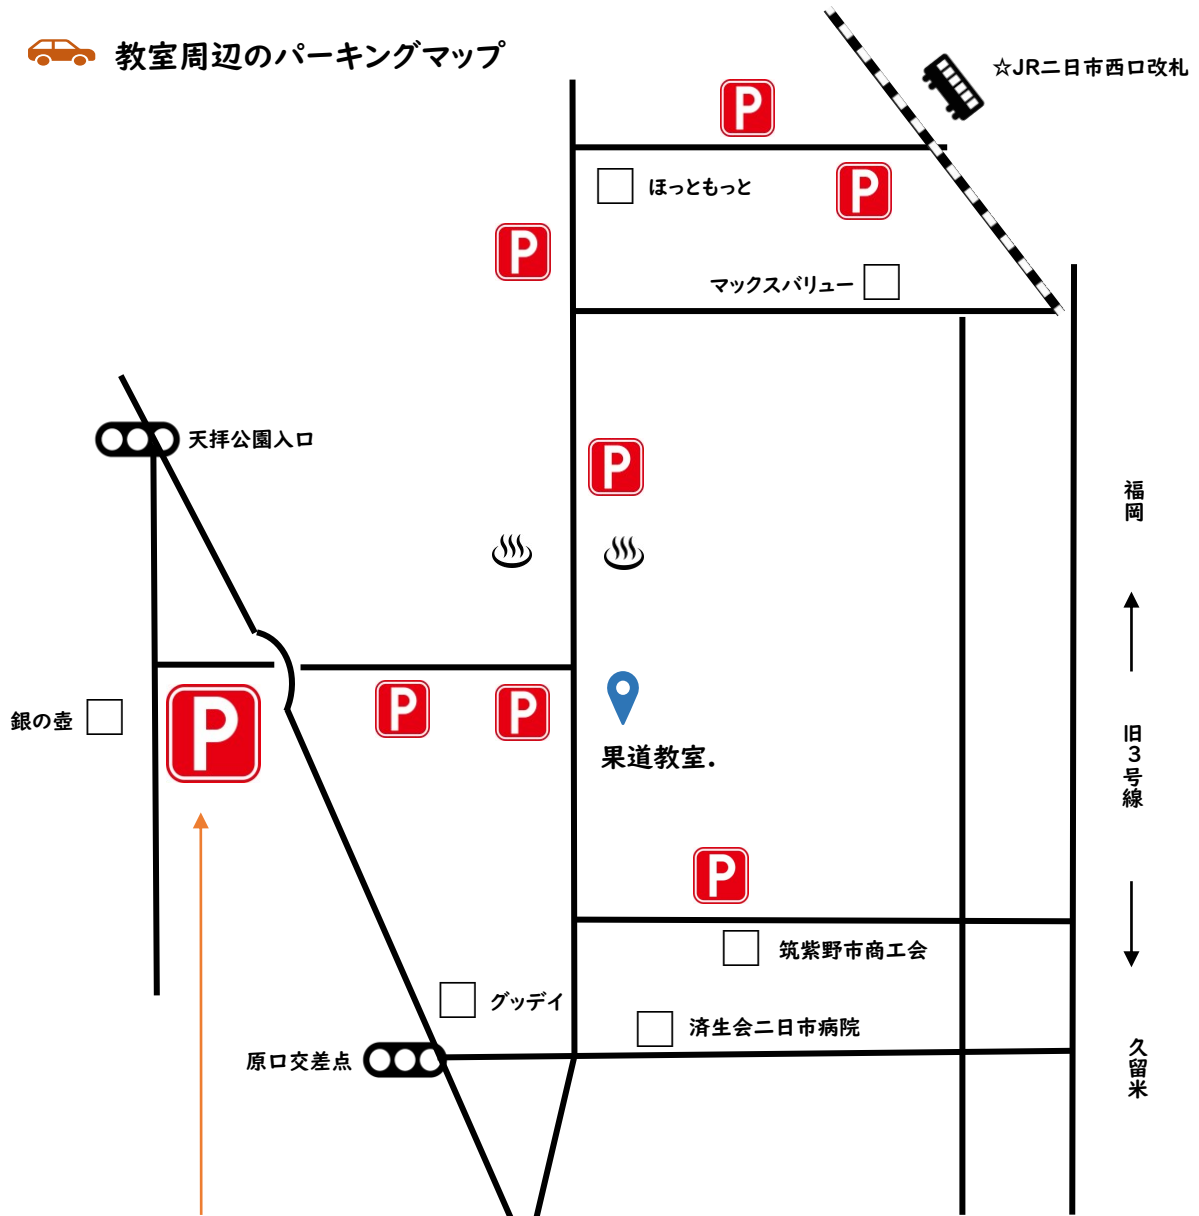 教室周辺のパーキングマップ
☆JR二日市西口改札
P
ほっともっと
P
P
マックスバリュー
天拝公園入口
P
福岡
銀の壺
P
P
P
果道教室.
旧3号線
P
筑紫野市商工会
グッデイ
済生会二日市病院
原口交差点
久留米